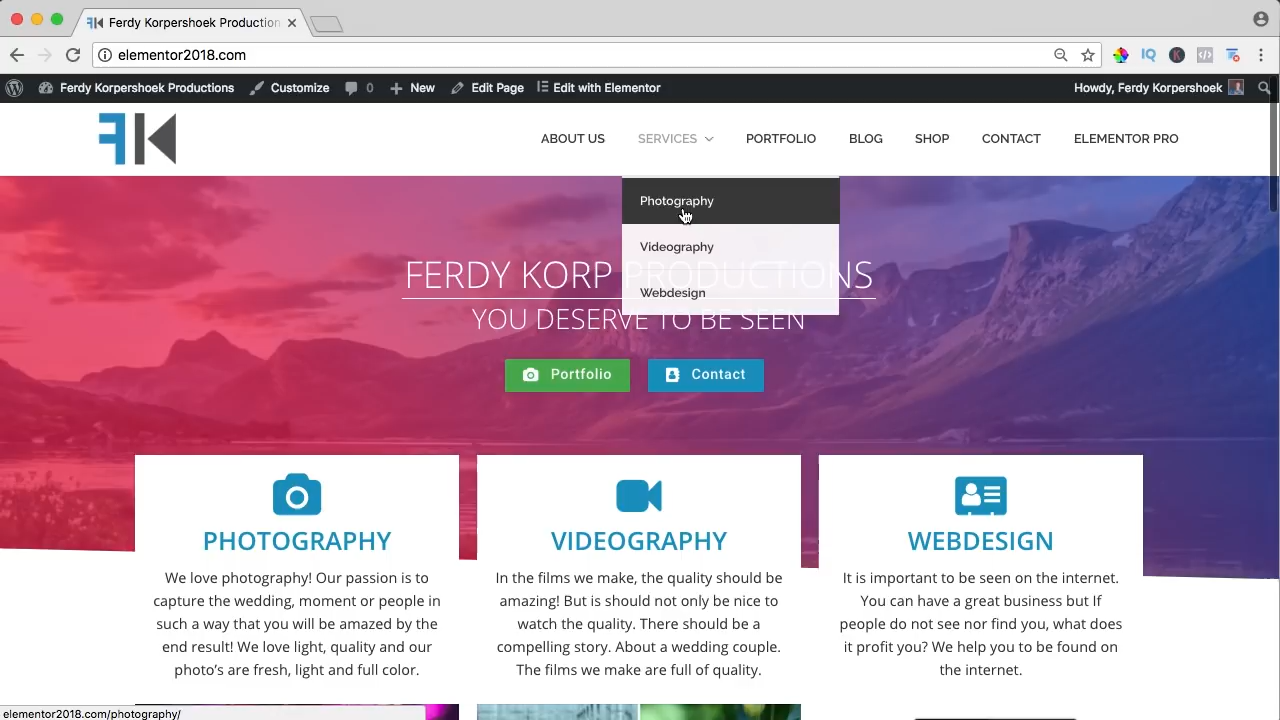 Ferdy Korpershoek Production
elementor2018.com
IQ
K
Ferdy Korpershoek Productions
Customize
0
New
Edit Page
Edit with Elementor
Howdy, Ferdy Korpershoek
FK
ABOUT US
SERVICES
PORTFOLIO
BLOG
SHOP
CONTACT
ELEMENTOR PRO
Photography
Videography
Webdesign
FERDY KORP PRODUCTIONS
YOU DESERVE TO BE SEEN
Portfolio
Contact
PHOTOGRAPHY
We love photography! Our passion is to
capture the wedding, moment or people in
such a way that you will be amazed by the
end result! We love light, quality and our
photo’s are fresh, light and full color.
VIDEOGRAPHY
In the films we make, the quality should be
amazing! But is should not only be nice to
watch the quality. There should be a
compelling story. About a wedding couple.
The films we make are full of quality.
WEBDESIGN
It is important to be seen on the internet.
You can have a great business but If
people do not see nor find you, what does
it profit you? We help you to be found on
the internet.
elementor2018.com/photography/